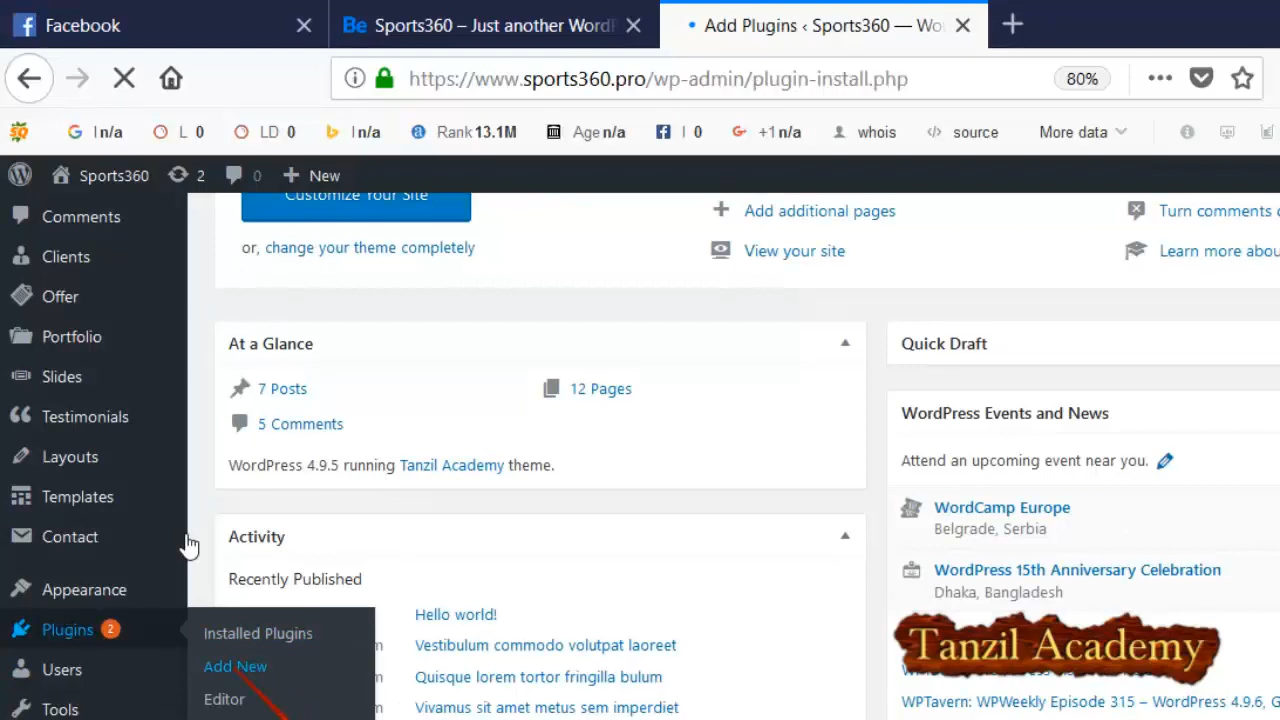 Facebook
Be Sports360 – Just another WordP
Add Plugins ‹ Sports360 — Wo
https://www.sports360.pro/wp-admin/plugin-install.php
80%
SQ
G I n/a
L 0
LD 0
I n/a
a Rank 13.1M
Age n/a
I 0
G+ +1 n/a
whois
source
More data
Sports360
2
0
New
Comments
Clients
Offer
Portfolio
Slides
Testimonials
Layouts
Templates
Contact
Appearance
Plugins 2
Users
Tools
Installed Plugins
Add New
Editor
Customize Your Site
or, change your theme completely
Add additional pages
View your site
Turn comments
Learn more abou
At a Glance
7 Posts
12 Pages
5 Comments
WordPress 4.9.5 running Tanzil Academy theme.
Activity
Recently Published
Hello world!
Vestibulum commodo volutpat laoreet
Quisque lorem tortor fringilla bulum
Vivamus sit amet metus sem imperdiet
Quick Draft
WordPress Events and News
Attend an upcoming event near you.
WordCamp Europe
Belgrade, Serbia
WordPress 15th Anniversary Celebration
Dhaka, Bangladesh
Tanzil Academy
WPTavern: WPWeekly Episode 315 – WordPress 4.9.6, G